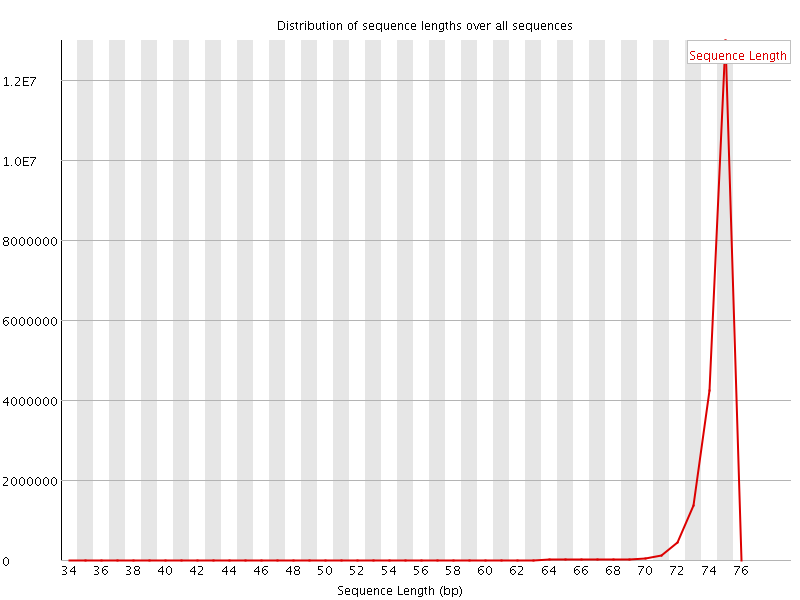 Distribution of sequence lengths over all sequences
Sequence Length
1.2E7
1.0E7
8000000
6000000
4000000
2000000
0
34 36 38 40 42 44 46 48 50 52 54 56 58 60 62 64 66 68 70 72 74 76
Sequence Length (bp)